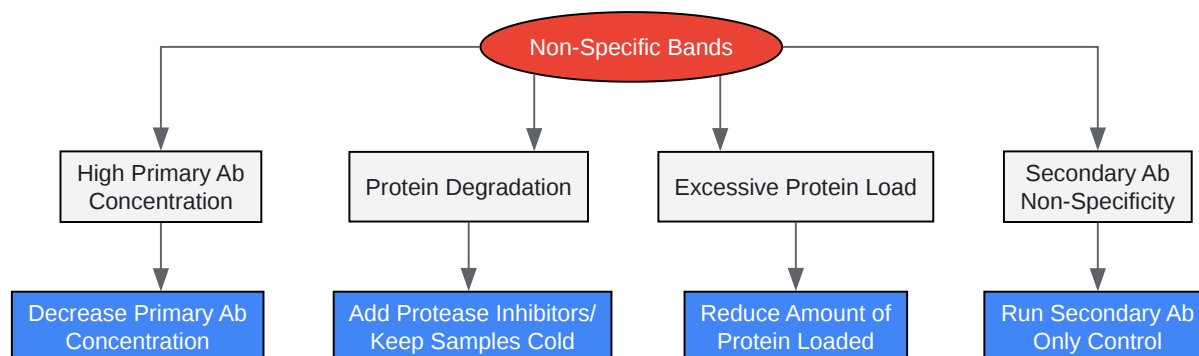 Non-Specific Bands
High Primary Ab
Concentration
Protein Degradation
Excessive Protein Load
Secondary Ab
Non-Specificity
Decrease Primary Ab
Concentration
Add Protease Inhibitors/
Keep Samples Cold
Reduce Amount of
Protein Loaded
Run Secondary Ab
Only Control